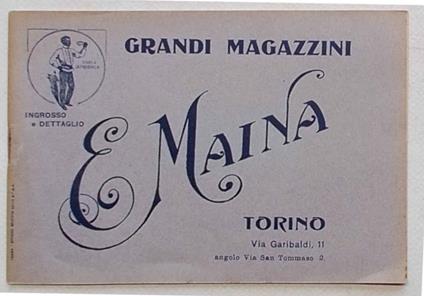 GRANDI MAGAZZINI
INGROSSO
e DETTAGLIO
E MAINA
TORINO
Via Garibaldi, 11
angolo Via San Tommaso 2.